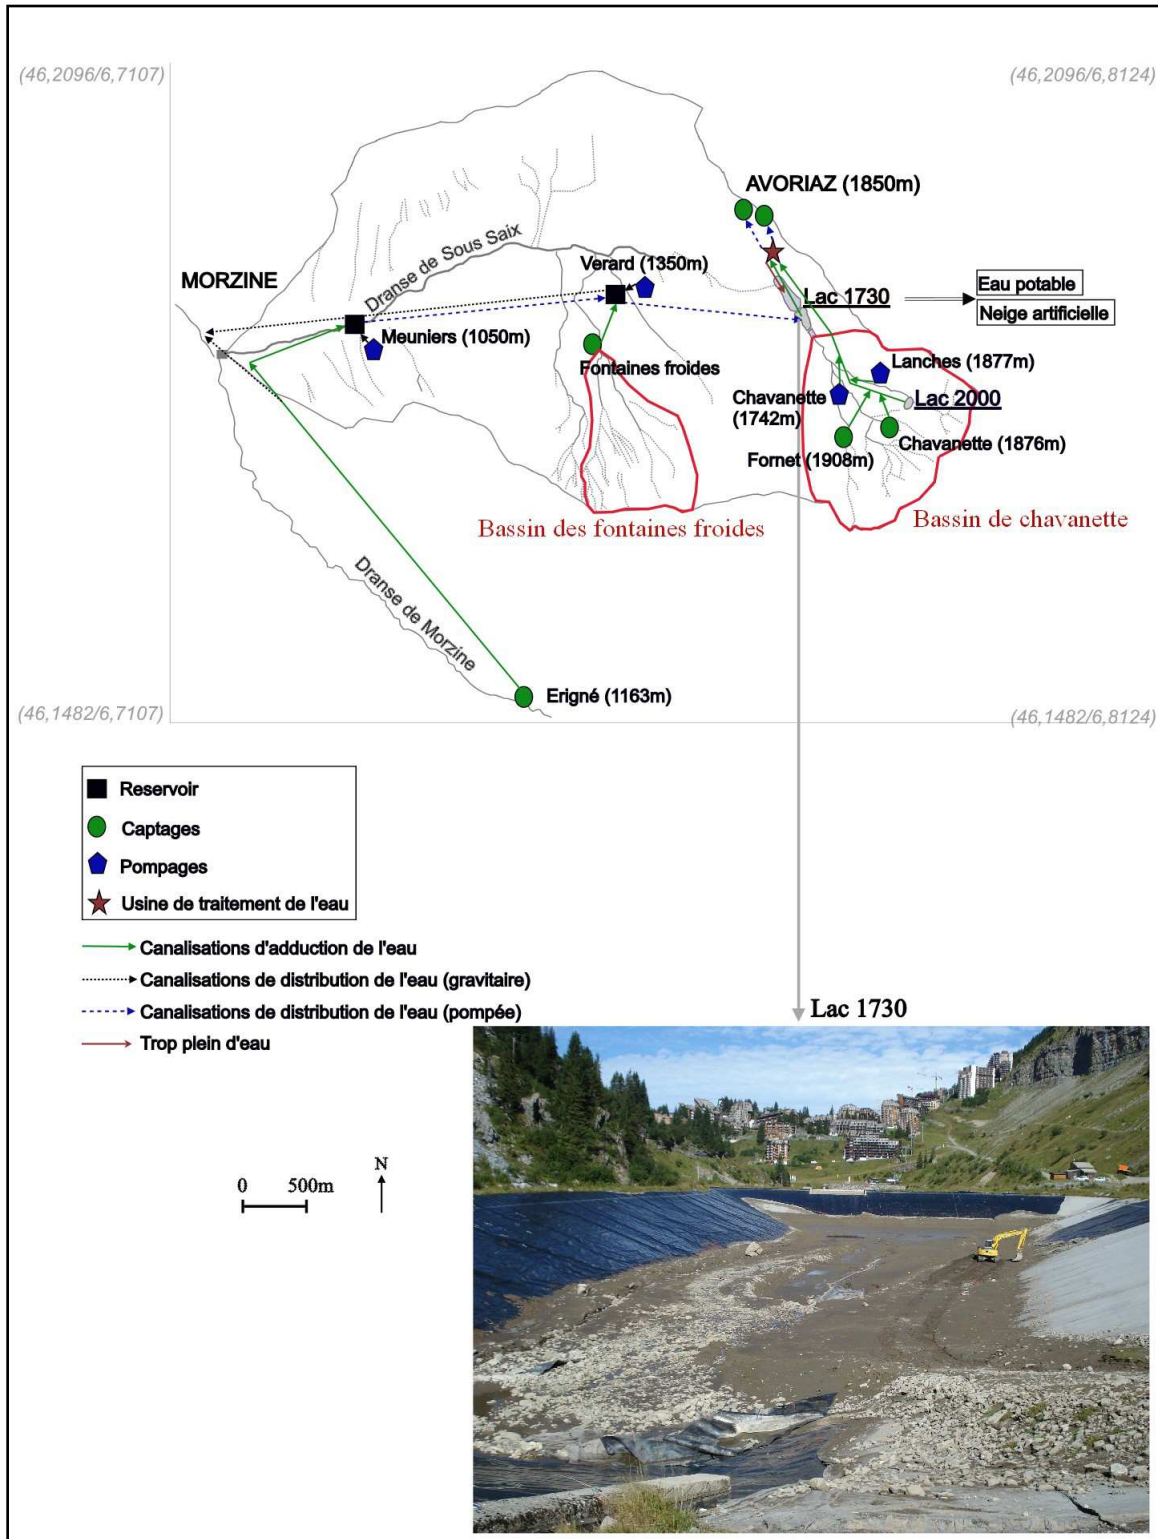 (46,2096/6,7107)
(46,2096/6,8124)
AVORIAZ (1850m)
Dranse de Sous Saix
Verard (1350m)
MORZINE
Lac 1730
Eau potable
Neige artificielle
Meuniers (1050m)
Fontaines froides
Lanches (1877m)
Chavanette
(1742m)
Lac 2000
Chavanette (1876m)
Fornet (1908m)
Bassin des fontaines froides
Bassin de chavanette
Dranse de Morzine
Erigné (1163m)
(46,1482/6,7107)
(46,1482/6,8124)
Reservoir
Captages
Pompages
Usine de traitement de l'eau
Canalisations d'adduction de l'eau
Canalisations de distribution de l'eau (gravitaire)
Canalisations de distribution de l'eau (pompée)
Trop plein d'eau
Lac 1730
0 500m
N